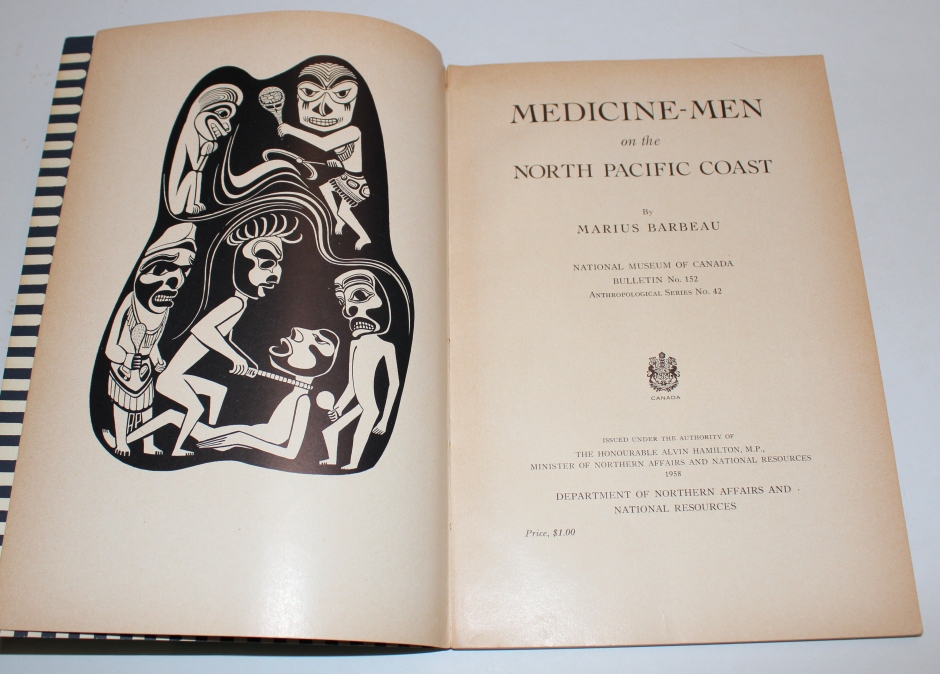 MEDICINE-MEN
on the
NORTH PACIFIC COAST
By
MARIUS BARBEAU
NATIONAL MUSEUM OF CANADA
BULLETIN No. 152
ANTHROPOLOGICAL SERIES No. 42
CANADA
ISSUED UNDER THE AUTHORITY OF
THE HONOURABLE ALVIN HAMILTON, M.P.,
MINISTER OF NORTHERN AFFAIRS AND NATIONAL RESOURCES
1958
DEPARTMENT OF NORTHERN AFFAIRS AND
NATIONAL RESOURCES
Price, $1.00